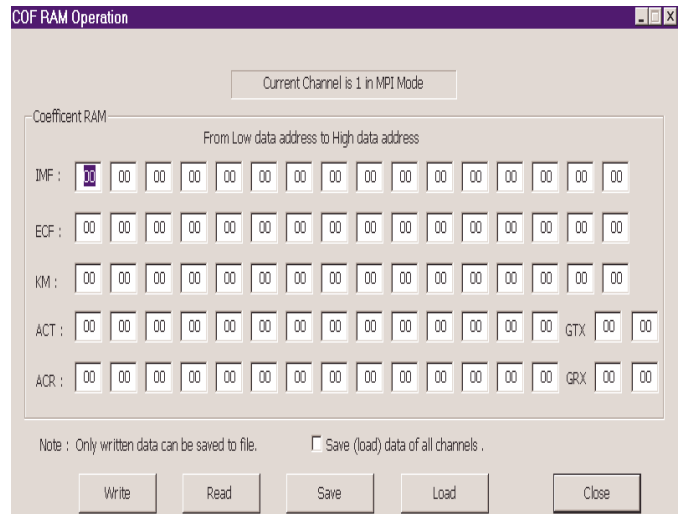 COF RAM Operation
Current Channel is 1 in MPI Mode
Coefficent RAM
From Low data address to High data address
IMF : 00 00 00 00 00 00 00 00 00 00 00 00 00 00 00 00
ECF : 00 00 00 00 00 00 00 00 00 00 00 00 00 00 00 00
KM : 00 00 00 00 00 00 00 00 00 00 00 00 00 00 00 00
ACT : 00 00 00 00 00 00 00 00 00 00 00 00 00 00 GTX 00 00
ACR : 00 00 00 00 00 00 00 00 00 00 00 00 00 00 GRX 00 00
Note : Only written data can be saved to file. Save (load) data of all channels .
Write Read Save Load Close